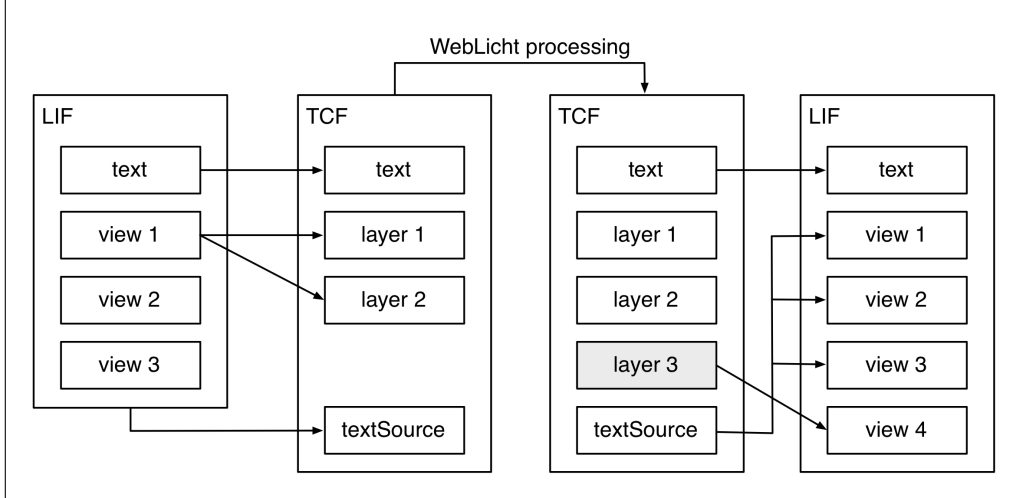 WebLicht processing
LIF
text
view 1
view 2
view 3
TCF
text
layer 1
layer 2
textSource
TCF
text
layer 1
layer 2
layer 3
textSource
LIF
text
view 1
view 2
view 3
view 4